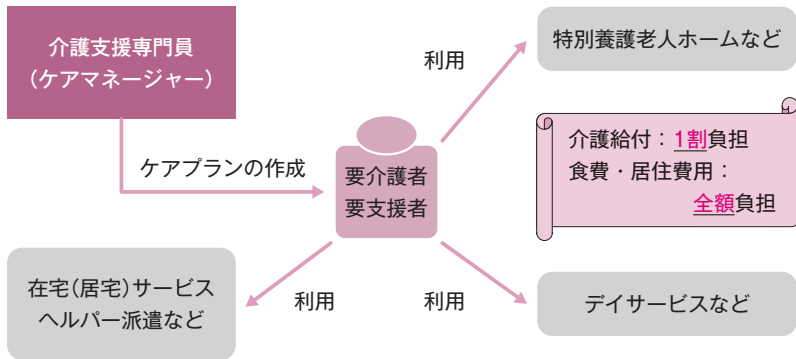 介護支援専門員
（ケアマネージャー）
利用
特別養護老人ホームなど
ケアプランの作成
要介護者
要支援者
介護給付：1割負担
食費・居住費用：
全額負担
在宅（居宅）サービス
ヘルパー派遣など
利用
利用
デイサービスなど